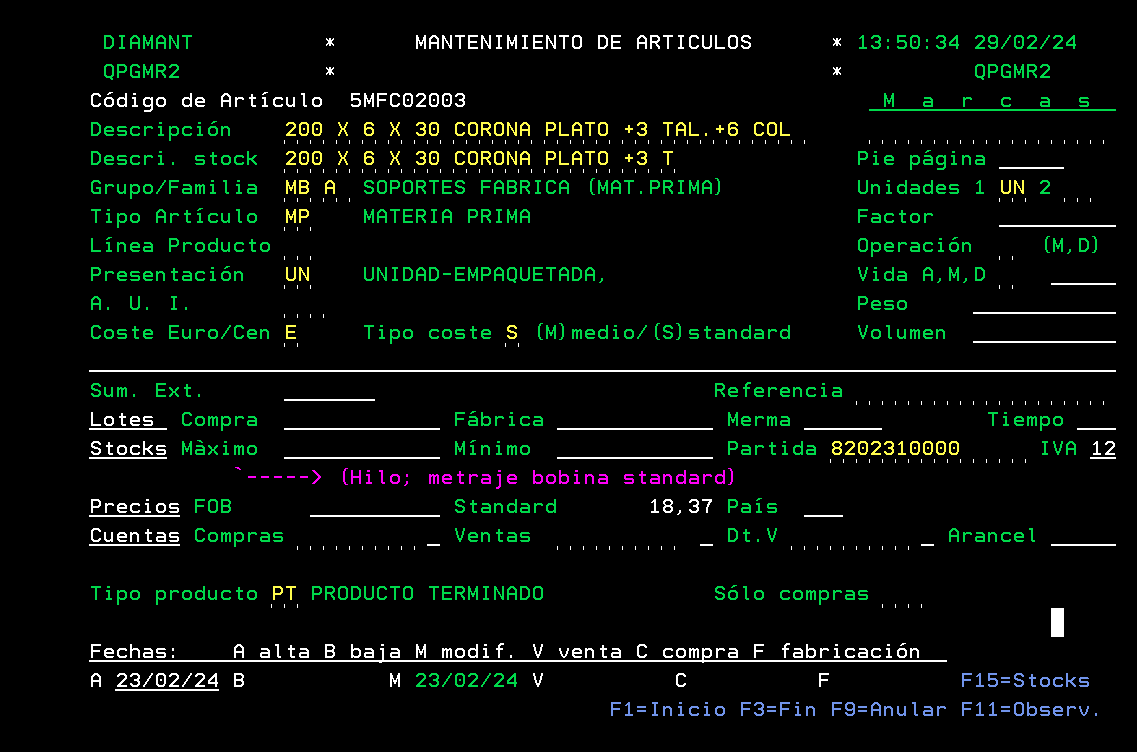 DIAMANT * MANTENIMIENTO DE ARTICULOS * 13:50:34 29/02/24
QPGMR2 * * QPGMR2
Código de Artículo 5MFC02003 M a r c a s
Descripción 200 X 6 X 30 CORONA PLATO +3 TAL.+6 COL
Descri. stock 200 X 6 X 30 CORONA PLATO +3 T Pie página
Grupo/Familia MB A SOPORTES FABRICA (MAT.PRIMA) Unidades 1 UN 2
Tipo Artículo MP MATERIA PRIMA Factor
Línea Producto Operación (M,D)
Presentación UN UNIDAD-EMPAQUETADA, Vida A,M,D
A. U. I. Peso
Coste Euro/Cen E Tipo coste S (M)medio/(S)standard Volumen
Sum. Ext. Referencia
Lotes Compra Fábrica Merma Tiempo
Stocks Màximo Mínimo Partida 8202310000 IVA 12
`-----> (Hilo; metraje bobina standard)
Precios FOB Standard 18,37 País
Cuentas Compras Ventas Dt.V Arancel
Tipo producto PT PRODUCTO TERMINADO Sólo compras
Fechas: A alta B baja M modif. V venta C compra F fabricación
A 23/02/24 B M 23/02/24 V C F F15=Stocks
F1=Inicio F3=Fin F9=Anular F11=Observ.